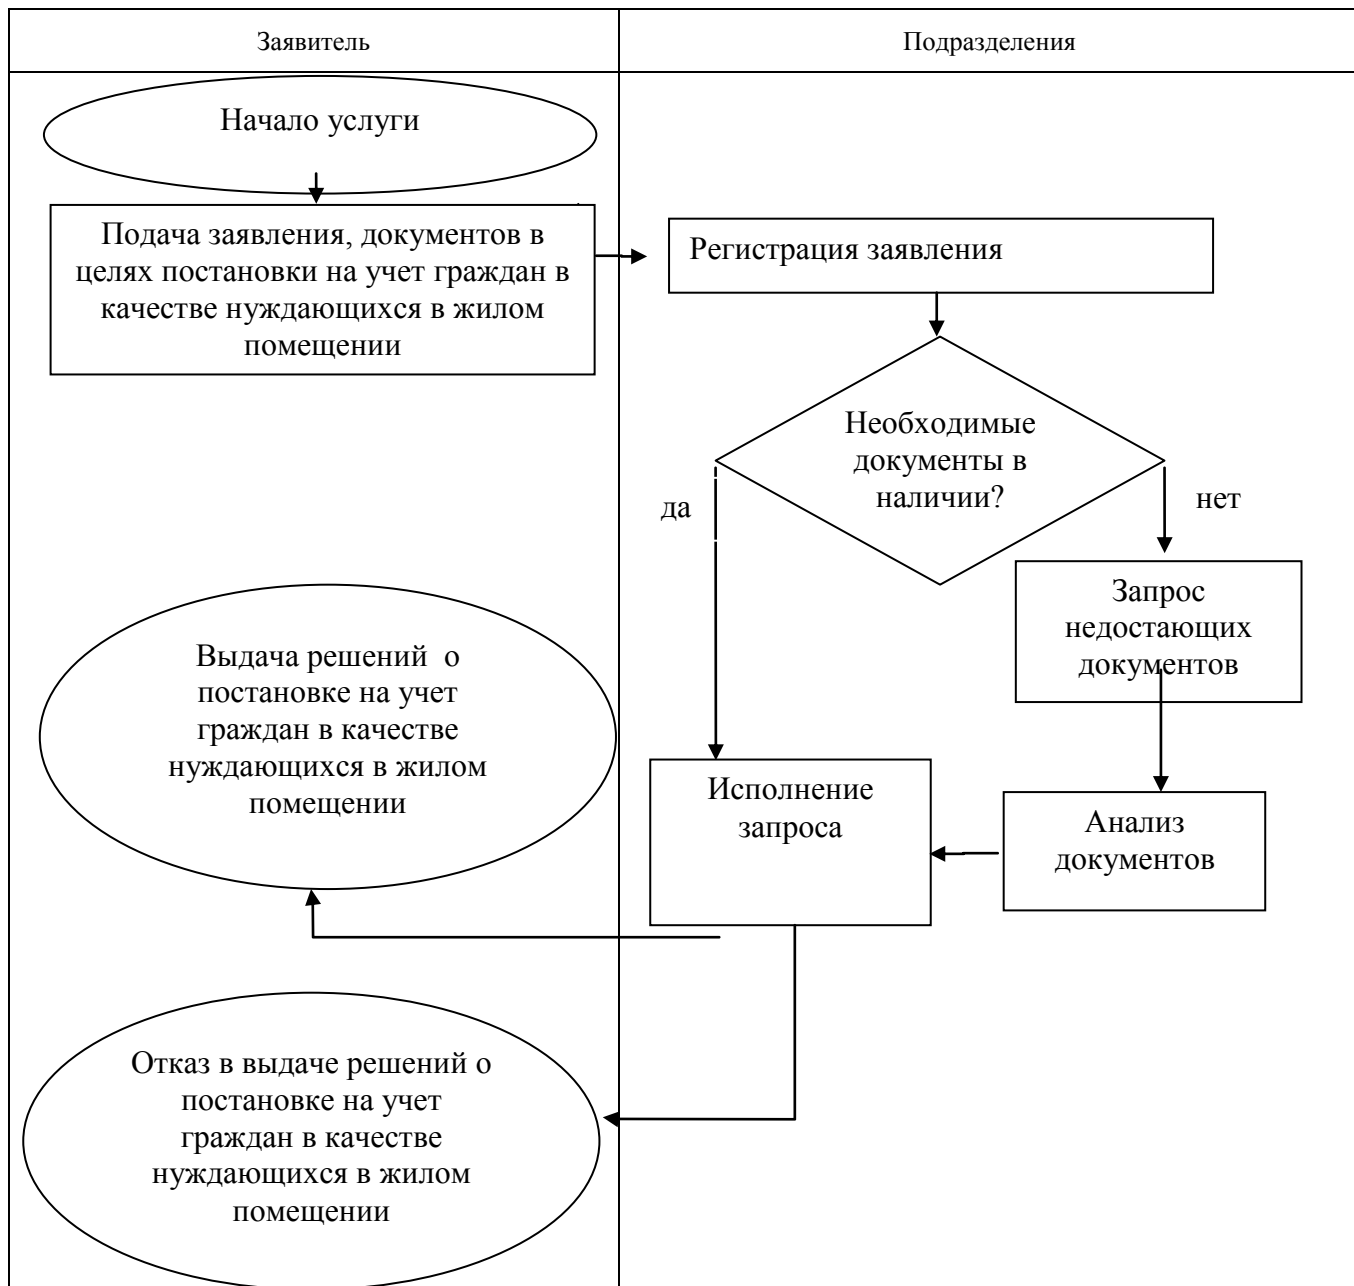 Заявитель
Подразделения
Начало услуги
Подача заявления, документов в
целях постановки на учет граждан в
качестве нуждающихся в жилом
помещении
Регистрация заявления
Необходимые
документы в
наличии?
да
нет
Запрос
недостающих
документов
Выдача решений о
постановке на учет
граждан в качестве
нуждающихся в жилом
помещении
Исполнение
запроса
Анализ
документов
Отказ в выдаче решений о
постановке на учет
граждан в качестве
нуждающихся в жилом
помещении